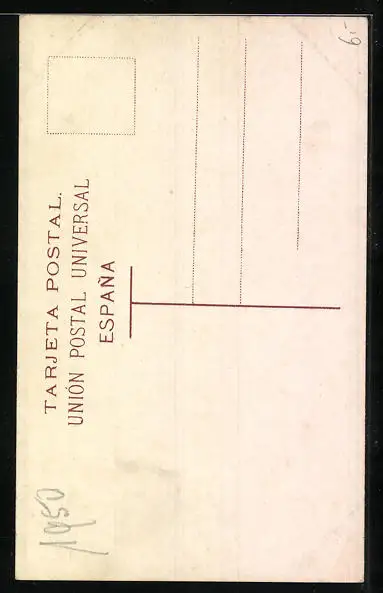 TARJETA POSTAL.
UNIÓN POSTAL UNIVERSAL
ESPAÑA
1950
6.-